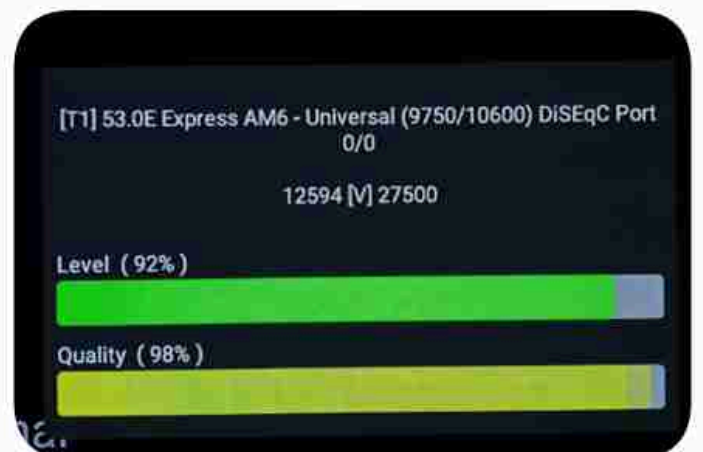 [T1] 53.0E Express AM6 - Universal (9750/10600) DiSEqC Port
0/0
12594 [V] 27500
Level ( 92% )
Quality ( 98% )